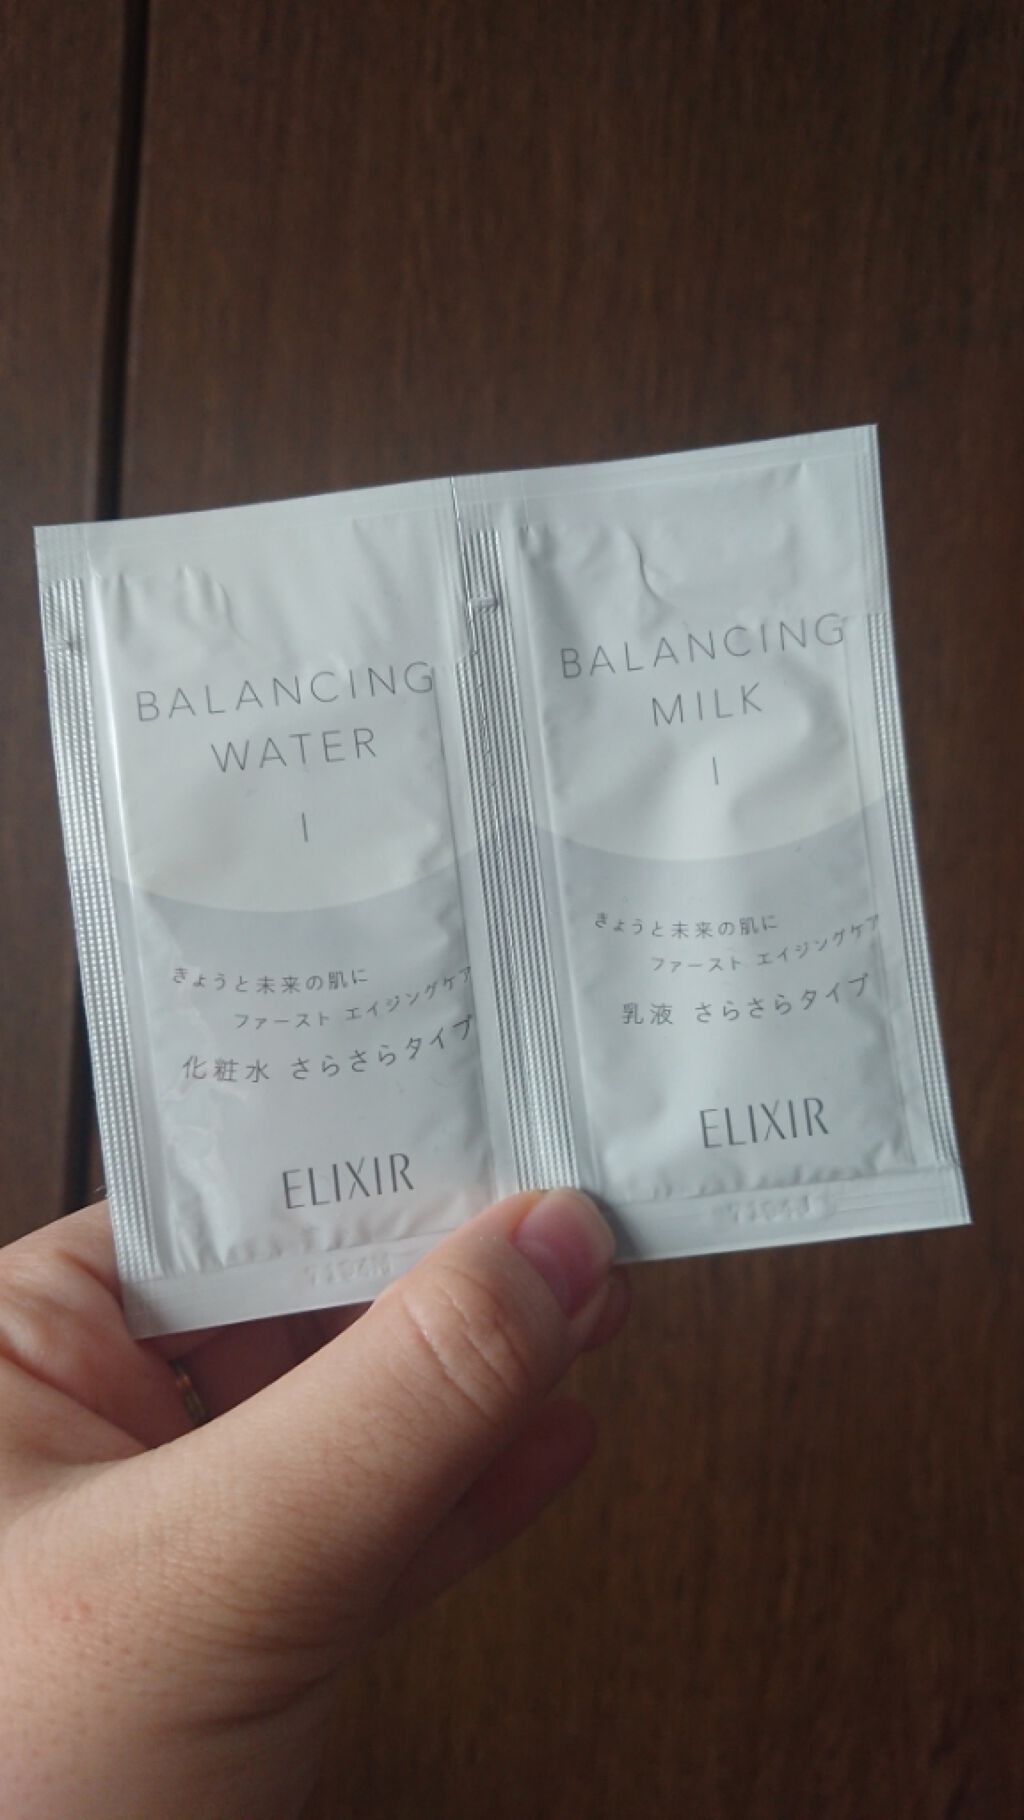 BALANCING
WATER
I
きょうと未来の肌に
ファースト エイジングケア
化粧水 さらさらタイプ
ELIXIR
BALANCING
MILK
I
きょうと未来の肌に
ファースト エイジングケア
乳液 さらさらタイプ
ELIXIR